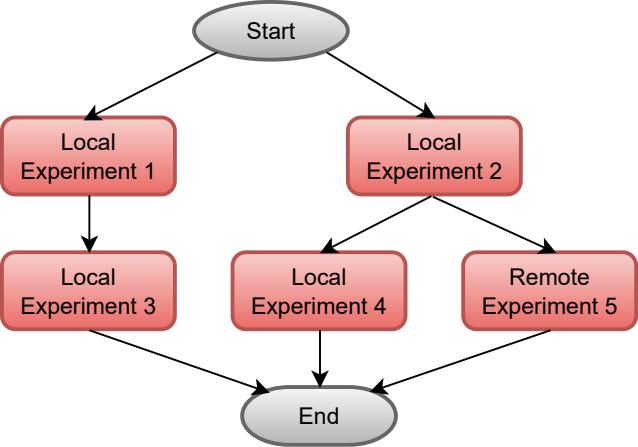 Start
Local
Experiment 1
Local
Experiment 2
Local
Experiment 3
Local
Experiment 4
Remote
Experiment 5
End